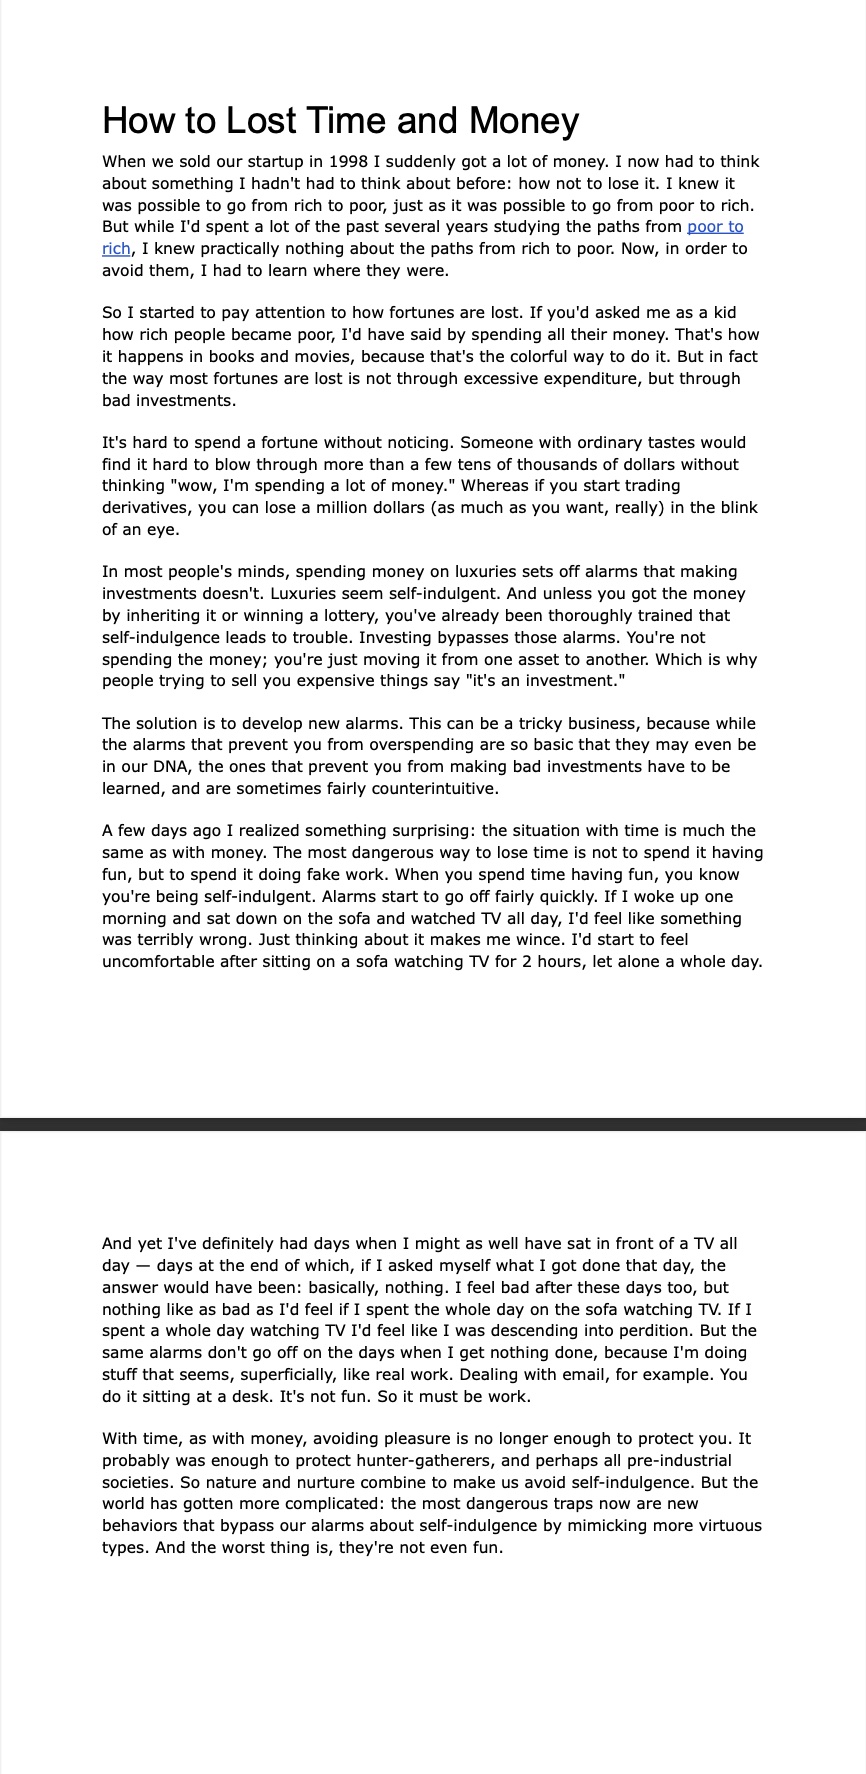 How to Lost Time and Money
When we sold our startup in 1998 I suddenly got a lot of money. I now had to think
about something I hadn't had to think about before: how not to lose it. I knew it
was possible to go from rich to poor, just as it was possible to go from poor to rich.
But while I'd spent a lot of the past several years studying the paths from poor to
rich, I knew practically nothing about the paths from rich to poor. Now, in order to
avoid them, I had to learn where they were.
So I started to pay attention to how fortunes are lost. If you'd asked me as a kid
how rich people became poor, I'd have said by spending all their money. That's how
it happens in books and movies, because that's the colorful way to do it. But in fact
the way most fortunes are lost is not through excessive expenditure, but through
bad investments.
It's hard to spend a fortune without noticing. Someone with ordinary tastes would
find it hard to blow through more than a few tens of thousands of dollars without
thinking "wow, I'm spending a lot of money." Whereas if you start trading
derivatives, you can lose a million dollars (as much as you want, really) in the blink
of an eye.
In most people's minds, spending money on luxuries sets off alarms that making
investments doesn't. Luxuries seem self-indulgent. And unless you got the money
by inheriting it or winning a lottery, you've already been thoroughly trained that
self-indulgence leads to trouble. Investing bypasses those alarms. You're not
spending the money; you're just moving it from one asset to another. Which is why
people trying to sell you expensive things say "it's an investment."
The solution is to develop new alarms. This can be a tricky business, because while
the alarms that prevent you from overspending are so basic that they may even be
in our DNA, the ones that prevent you from making bad investments have to be
learned, and are sometimes fairly counterintuitive.
A few days ago I realized something surprising: the situation with time is much the
same as with money. The most dangerous way to lose time is not to spend it having
fun, but to spend it doing fake work. When you spend time having fun, you know
you're being self-indulgent. Alarms start to go off fairly quickly. If I woke up one
morning and sat down on the sofa and watched TV all day, I'd feel like something
was terribly wrong. Just thinking about it makes me wince. I'd start to feel
uncomfortable after sitting on a sofa watching TV for 2 hours, let alone a whole day.
And yet I've definitely had days when I might as well have sat in front of a TV all
day — days at the end of which, if I asked myself what I got done that day, the
answer would have been: basically, nothing. I feel bad after these days too, but
nothing like as bad as I'd feel if I spent the whole day on the sofa watching TV. If I
spent a whole day watching TV I'd feel like I was descending into perdition. But the
same alarms don't go off on the days when I get nothing done, because I'm doing
stuff that seems, superficially, like real work. Dealing with email, for example. You
do it sitting at a desk. It's not fun. So it must be work.
With time, as with money, avoiding pleasure is no longer enough to protect you. It
probably was enough to protect hunter-gatherers, and perhaps all pre-industrial
societies. So nature and nurture combine to make us avoid self-indulgence. But the
world has gotten more complicated: the most dangerous traps now are new
behaviors that bypass our alarms about self-indulgence by mimicking more virtuous
types. And the worst thing is, they're not even fun.